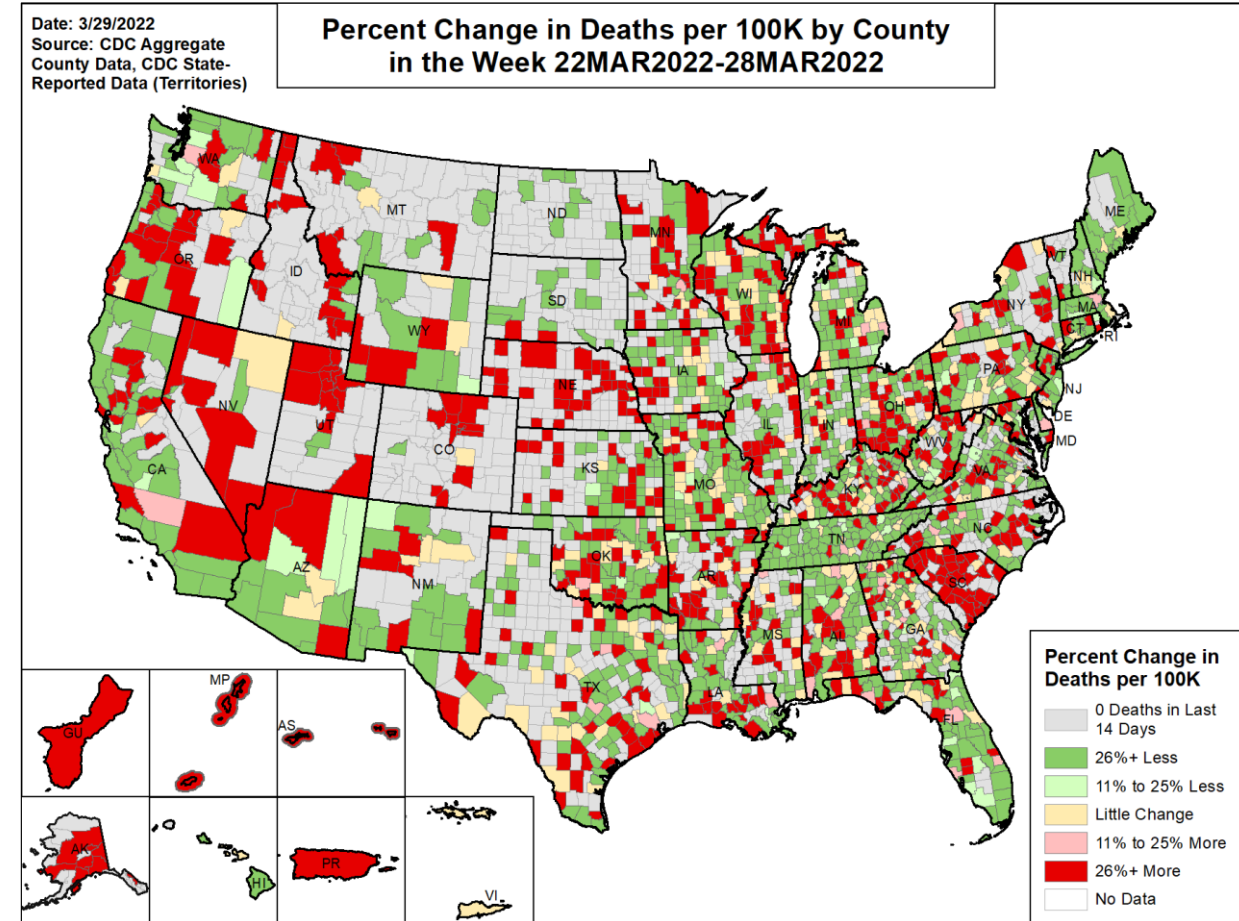 Date: 3/29/2022
Source: CDC Aggregate
County Data, CDC State-
Reported Data (Territories)
Percent Change in Deaths per 100K by County
in the Week 22MAR2022-28MAR2022
WA
MT
ND
MN
ME
OR
ID
SD
WI
VT
NH
NY
MA
CT
RI
WY
MI
IA
NE
PA
NJ
NV
UT
CO
IL
IN
OH
DE
MD
WV
CA
KS
MO
VA
KY
NC
TN
AZ
NM
OK
AR
SC
MS
AL
GA
TX
LA
FL
GU
MP
AS
AK
HI
PR
VI
Percent Change in
Deaths per 100K
0 Deaths in Last
14 Days
26%+ Less
11% to 25% Less
Little Change
11% to 25% More
26%+ More
No Data